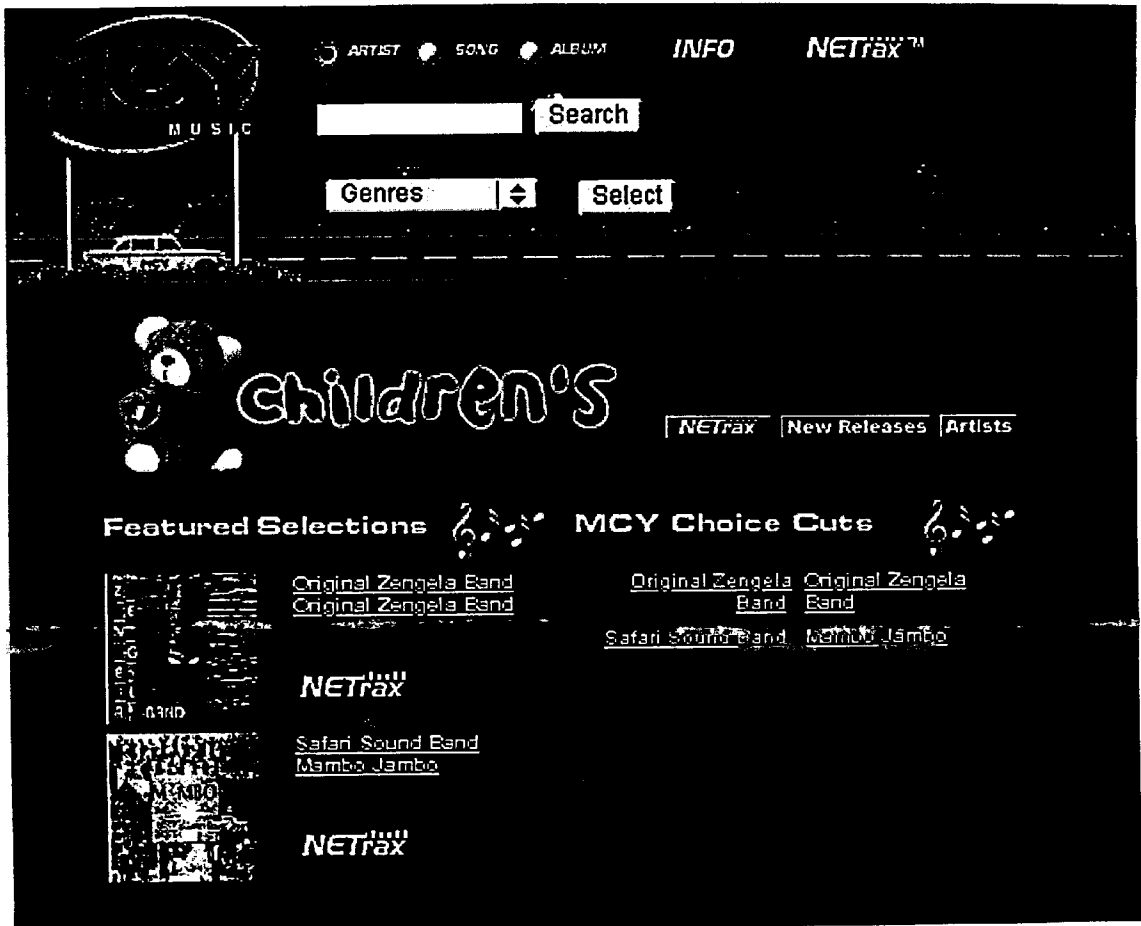 ARTIST SONG ALBUM INFO NETrax™
MUSIC
Search
Genres Select
Children's
NETrax New Releases Artists
Featured Selections
Original Zengela Band
Original Zengela Band
NETrax
BAND
Safari Sound Band
Mambo Jambo
NETrax
MCY Choice Cuts
Original Zengela Original Zengela
Band Band
Safari Sound Band Mambo Jambo